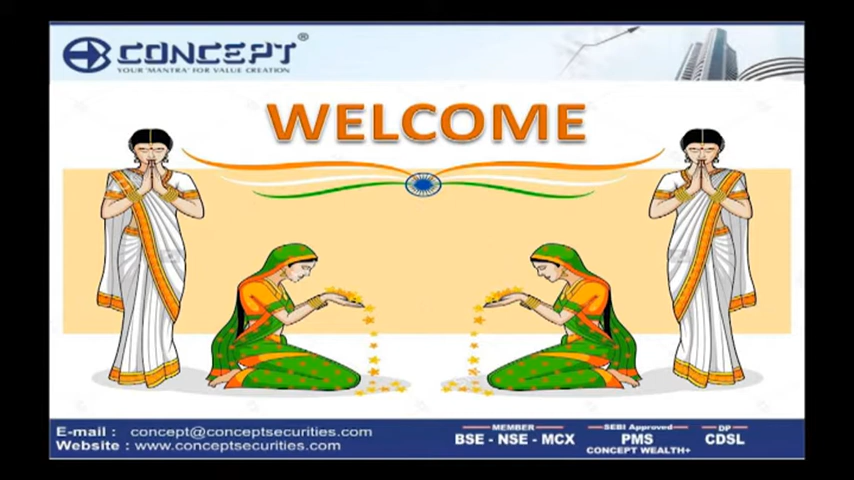 CONCEPT®
YOUR 'MANTRA' FOR VALUE CREATION
WELCOME
E-mail : concept@conceptsecurities.com
Website : www.conceptsecurities.com
MEMBER
BSE - NSE - MCX
SEBI Approved
PMS
CONCEPT WEALTH+
DP
CDSL